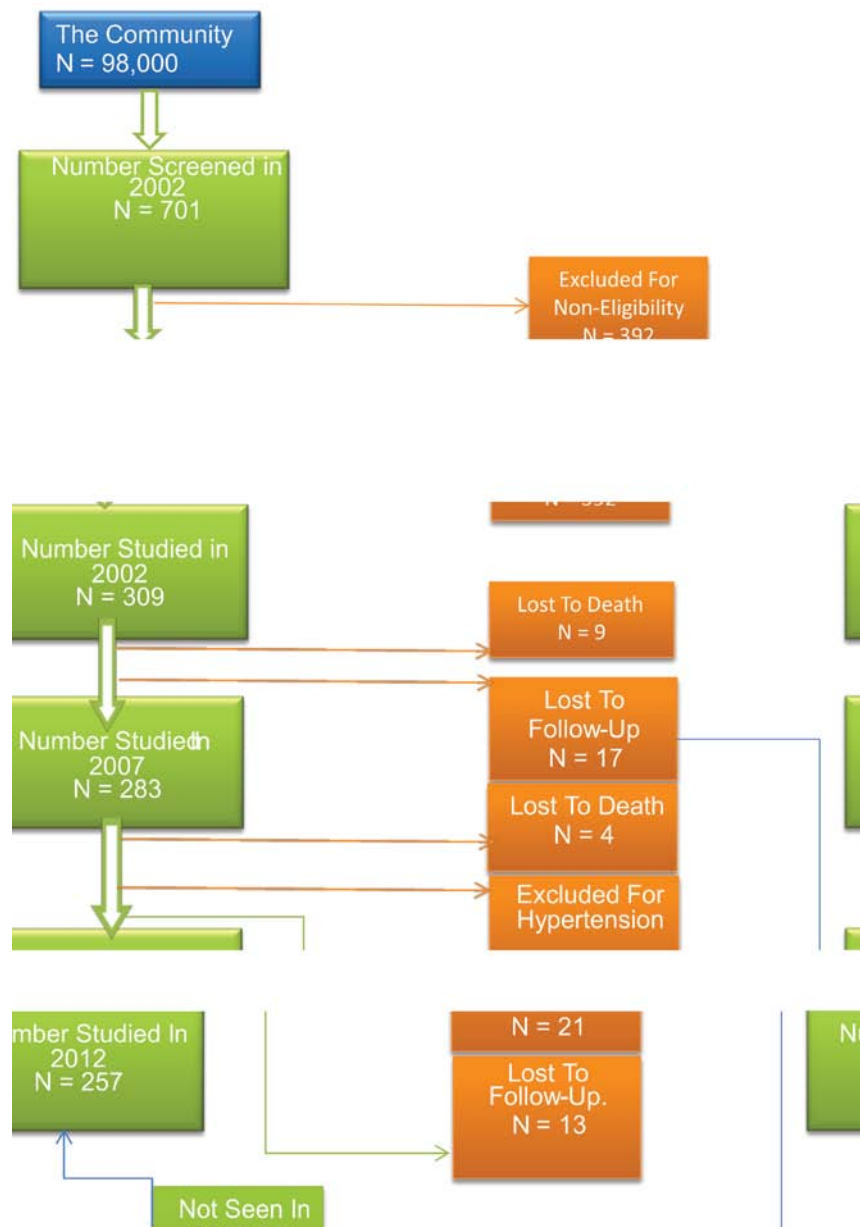 The Community
N = 98,000
Number Screened in
2002
N = 701
Excluded For
Non-Eligibility
N = 392
Number Studied in
2002
N = 309
Lost To Death
N = 9
Lost To
Follow-Up
N = 17
Number Studied In
2007
N = 283
Lost To Death
N = 4
Excluded For
Hypertension
mber Studied In
2012
N = 257
N = 21
Lost To
Follow-Up.
N = 13
Nu
Not Seen In